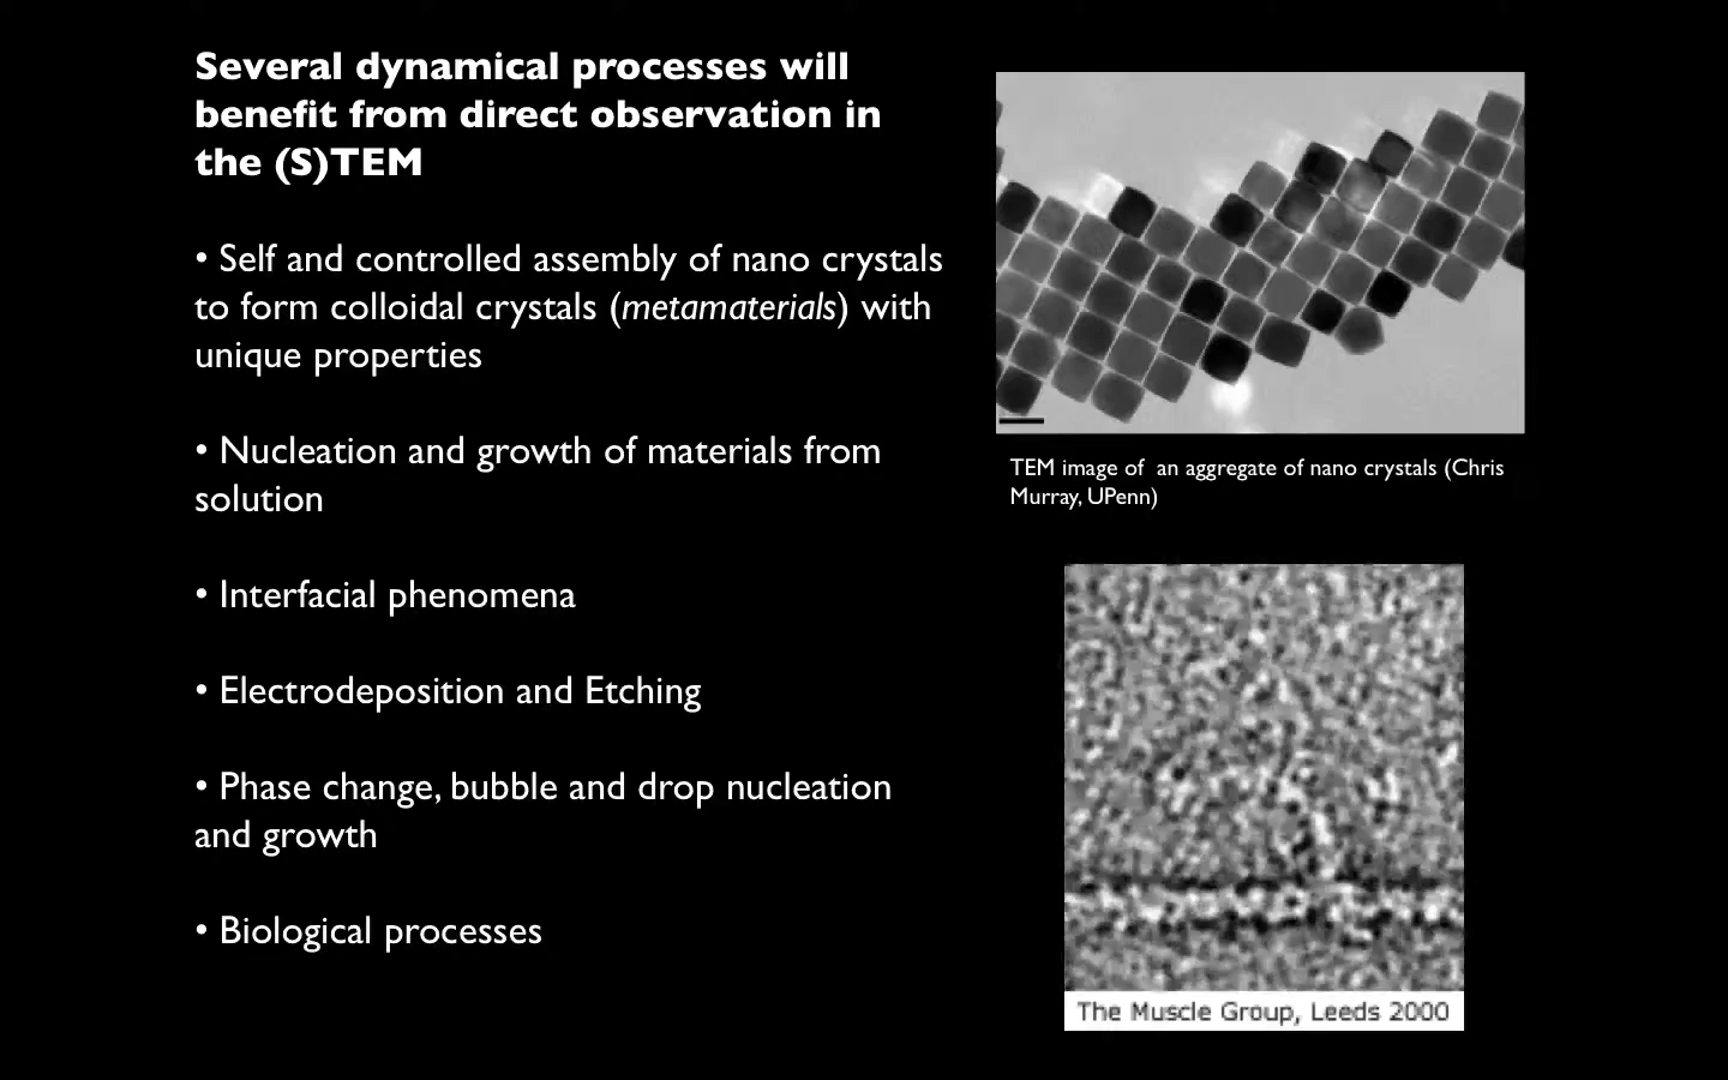 Several dynamical processes will
benefit from direct observation in
the (S)TEM
• Self and controlled assembly of nano crystals
to form colloidal crystals (metamaterials) with
unique properties
• Nucleation and growth of materials from
solution
• Interfacial phenomena
• Electrodeposition and Etching
• Phase change, bubble and drop nucleation
and growth
• Biological processes
TEM image of an aggregate of nano crystals (Chris
Murray, UPenn)
The Muscle Group, Leeds 2000